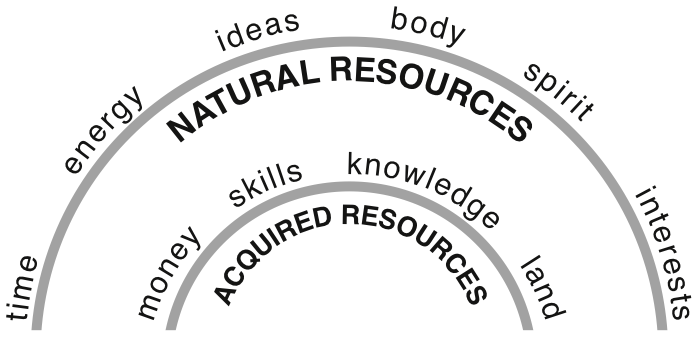 time energy ideas body spirit interests
NATURAL RESOURCES
money skills knowledge land
ACQUIRED RESOURCES